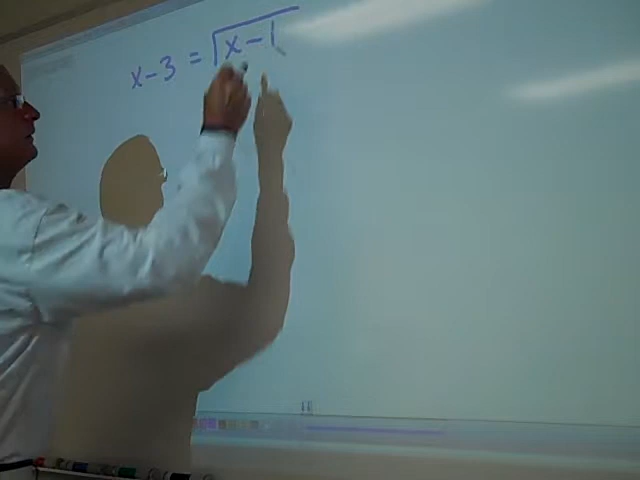 x-3 = √x-1